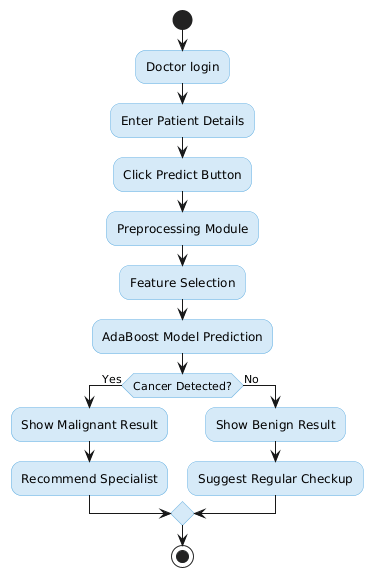 Doctor login
Enter Patient Details
Click Predict Button
Preprocessing Module
Feature Selection
AdaBoost Model Prediction
Cancer Detected?
Yes
No
Show Malignant Result
Show Benign Result
Recommend Specialist
Suggest Regular Checkup